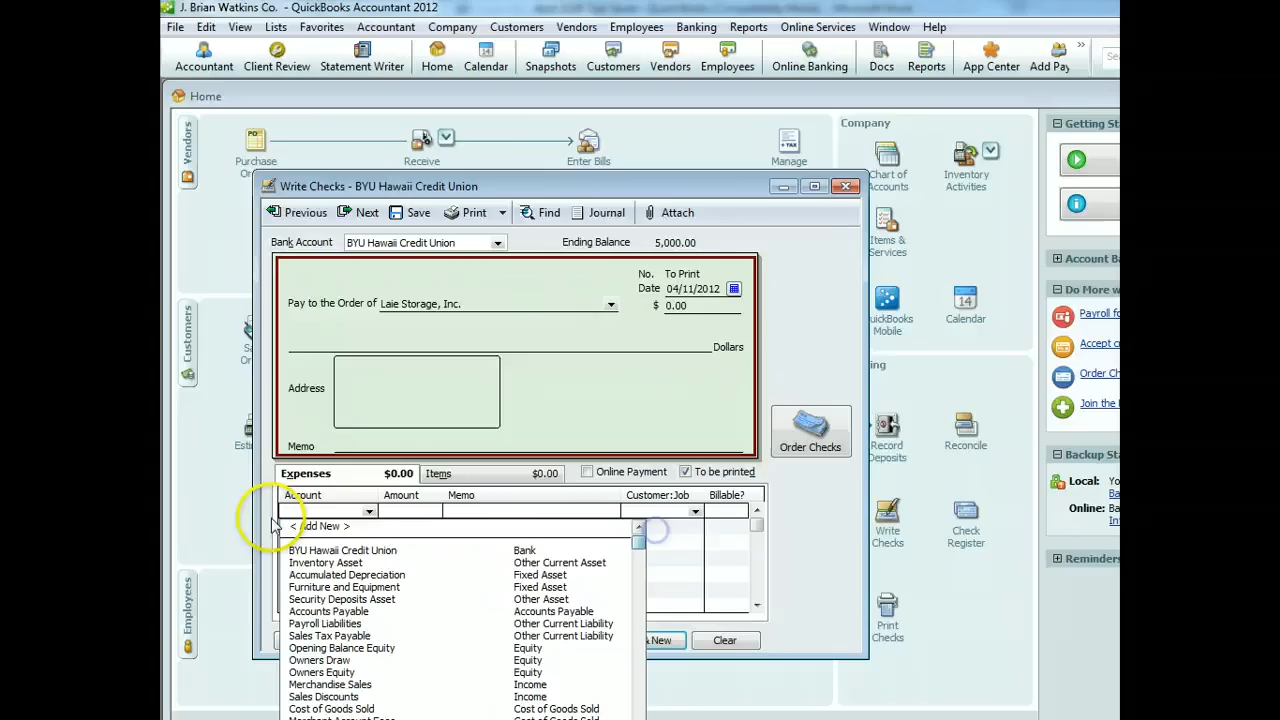 J. Brian Watkins Co. - QuickBooks Accountant 2012
File Edit View Lists Favorites Accountant Company Customers Vendors Employees Banking Reports Online Services Window Help
Accountant Client Review Statement Writer Home Calendar Snapshots Customers Vendors Employees Online Banking Docs Reports App Center Add Pay
Home
Vendors
PO
Purchase
Receive
Enter Bills
+ TAX
Manage
Company
Chart of
Accounts
Inventory
Activities
Items &
Services
QuickBooks
Mobile
14
Calendar
Record
Deposits
Reconcile
Write
Checks
Check
Register
Print
Checks
Customers
Employees
Write Checks - BYU Hawaii Credit Union
Previous Next Save Print Find Journal Attach
Bank Account BYU Hawaii Credit Union Ending Balance 5,000.00
No. To Print
Date 04/11/2012
Pay to the Order of Laie Storage, Inc. $ 0.00
Dollars
Address
Memo
Order Checks
Expenses $0.00 Items $0.00 Online Payment To be printed
Account Amount Memo Customer:Job Billable?
< Add New >
BYU Hawaii Credit Union Bank
Inventory Asset Other Current Asset
Accumulated Depreciation Fixed Asset
Furniture and Equipment Fixed Asset
Security Deposits Asset Other Asset
Accounts Payable Accounts Payable
Payroll Liabilities Other Current Liability
Sales Tax Payable Other Current Liability
Opening Balance Equity Equity
Owners Draw Equity
Owners Equity Equity
Merchandise Sales Income
Sales Discounts Income
Cost of Goods Sold Cost of Goods Sold
& New Clear
Getting St
Account Ba
Do More w
Payroll fo
Accept c
Order Ch
Join the
Backup Sta
Local: Yo
Ba
Online: Ba
In
Reminders